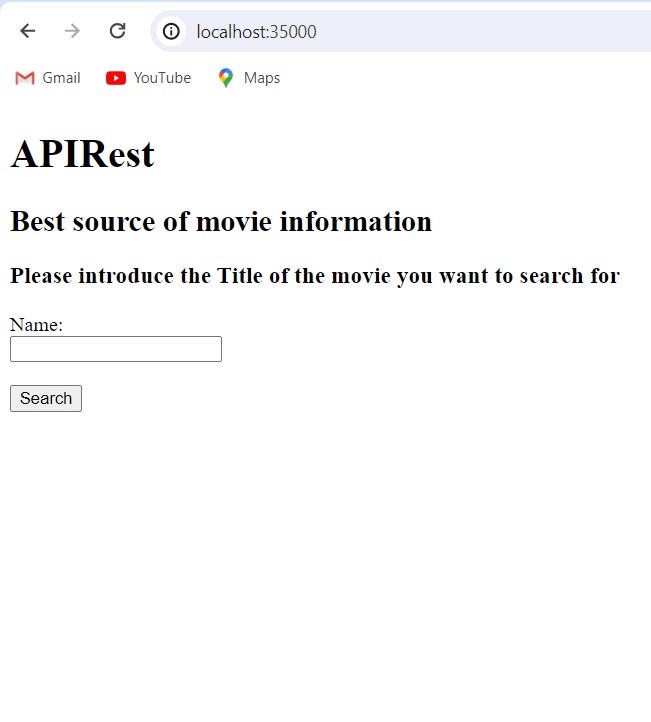 localhost:35000
Gmail YouTube Maps
APIRest
Best source of movie information
Please introduce the Title of the movie you want to search for
Name:
Search